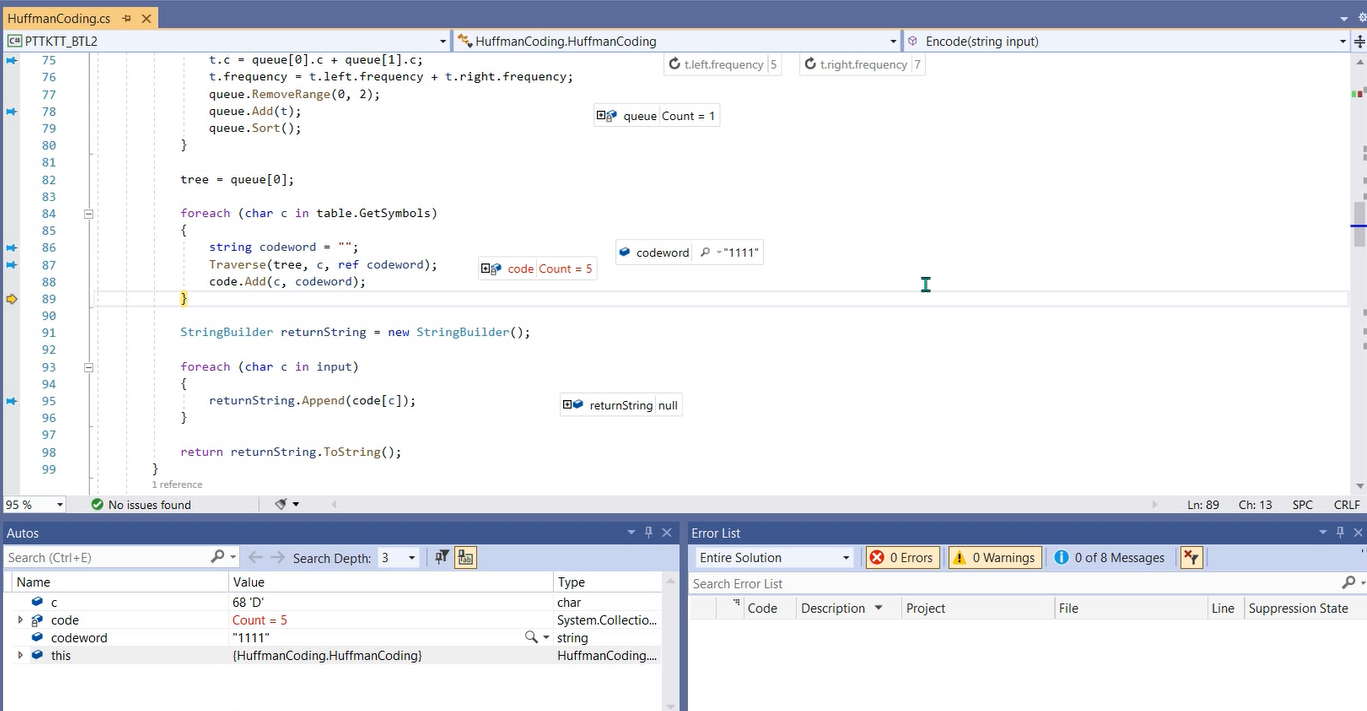 HuffmanCoding.cs
C# PTTKTT_BTL2 HuffmanCoding.HuffmanCoding Encode(string input)
75 t.c = queue[0].c + queue[1].c; t.left.frequency 5 t.right.frequency 7
76 t.frequency = t.left.frequency + t.right.frequency;
77 queue.RemoveRange(0, 2);
78 queue.Add(t); queue Count = 1
79 queue.Sort();
80 }
81
82 tree = queue[0];
83
84 foreach (char c in table.GetSymbols)
85 {
86 string codeword = ""; codeword "1111"
87 Traverse(tree, c, ref codeword); code Count = 5
88 code.Add(c, codeword);
89 }
90
91 StringBuilder returnString = new StringBuilder();
92
93 foreach (char c in input)
94 {
95 returnString.Append(code[c]); returnString null
96 }
97
98 return returnString.ToString();
99 }
1 reference
95 % No issues found Ln: 89 Ch: 13 SPC CRLF
Autos
Search (Ctrl+E) Search Depth: 3
Name Value Type
c 68 'D' char
code Count = 5 System.Collectio...
codeword "1111" string
this {HuffmanCoding.HuffmanCoding} HuffmanCoding....
Error List
Entire Solution 0 Errors 0 Warnings 0 of 8 Messages
Search Error List
Code Description Project File Line Suppression State